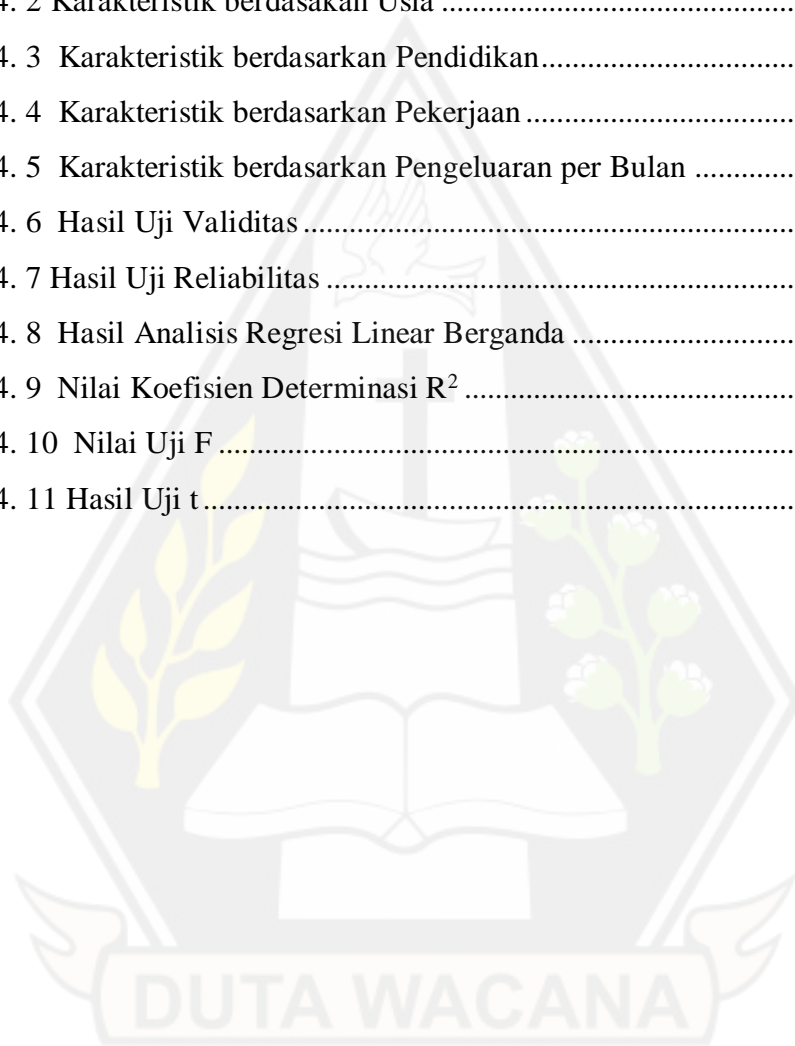 4. 2 Karakteristik berdasakan Usia ..........................................
4. 3  Karakteristik berdasarkan Pendidikan..............................
4. 4  Karakteristik berdasarkan Pekerjaan ................................
4. 5  Karakteristik berdasarkan Pengeluaran per Bulan ............
4. 6  Hasil Uji Validitas ...........................................................
4. 7 Hasil Uji Reliabilitas .........................................................
4. 8  Hasil Analisis Regresi Linear Berganda ...........................
4. 9  Nilai Koefisien Determinasi R² ........................................
4. 10  Nilai Uji F .......................................................................
4. 11 Hasil Uji t .........................................................................
DUTA WACANA